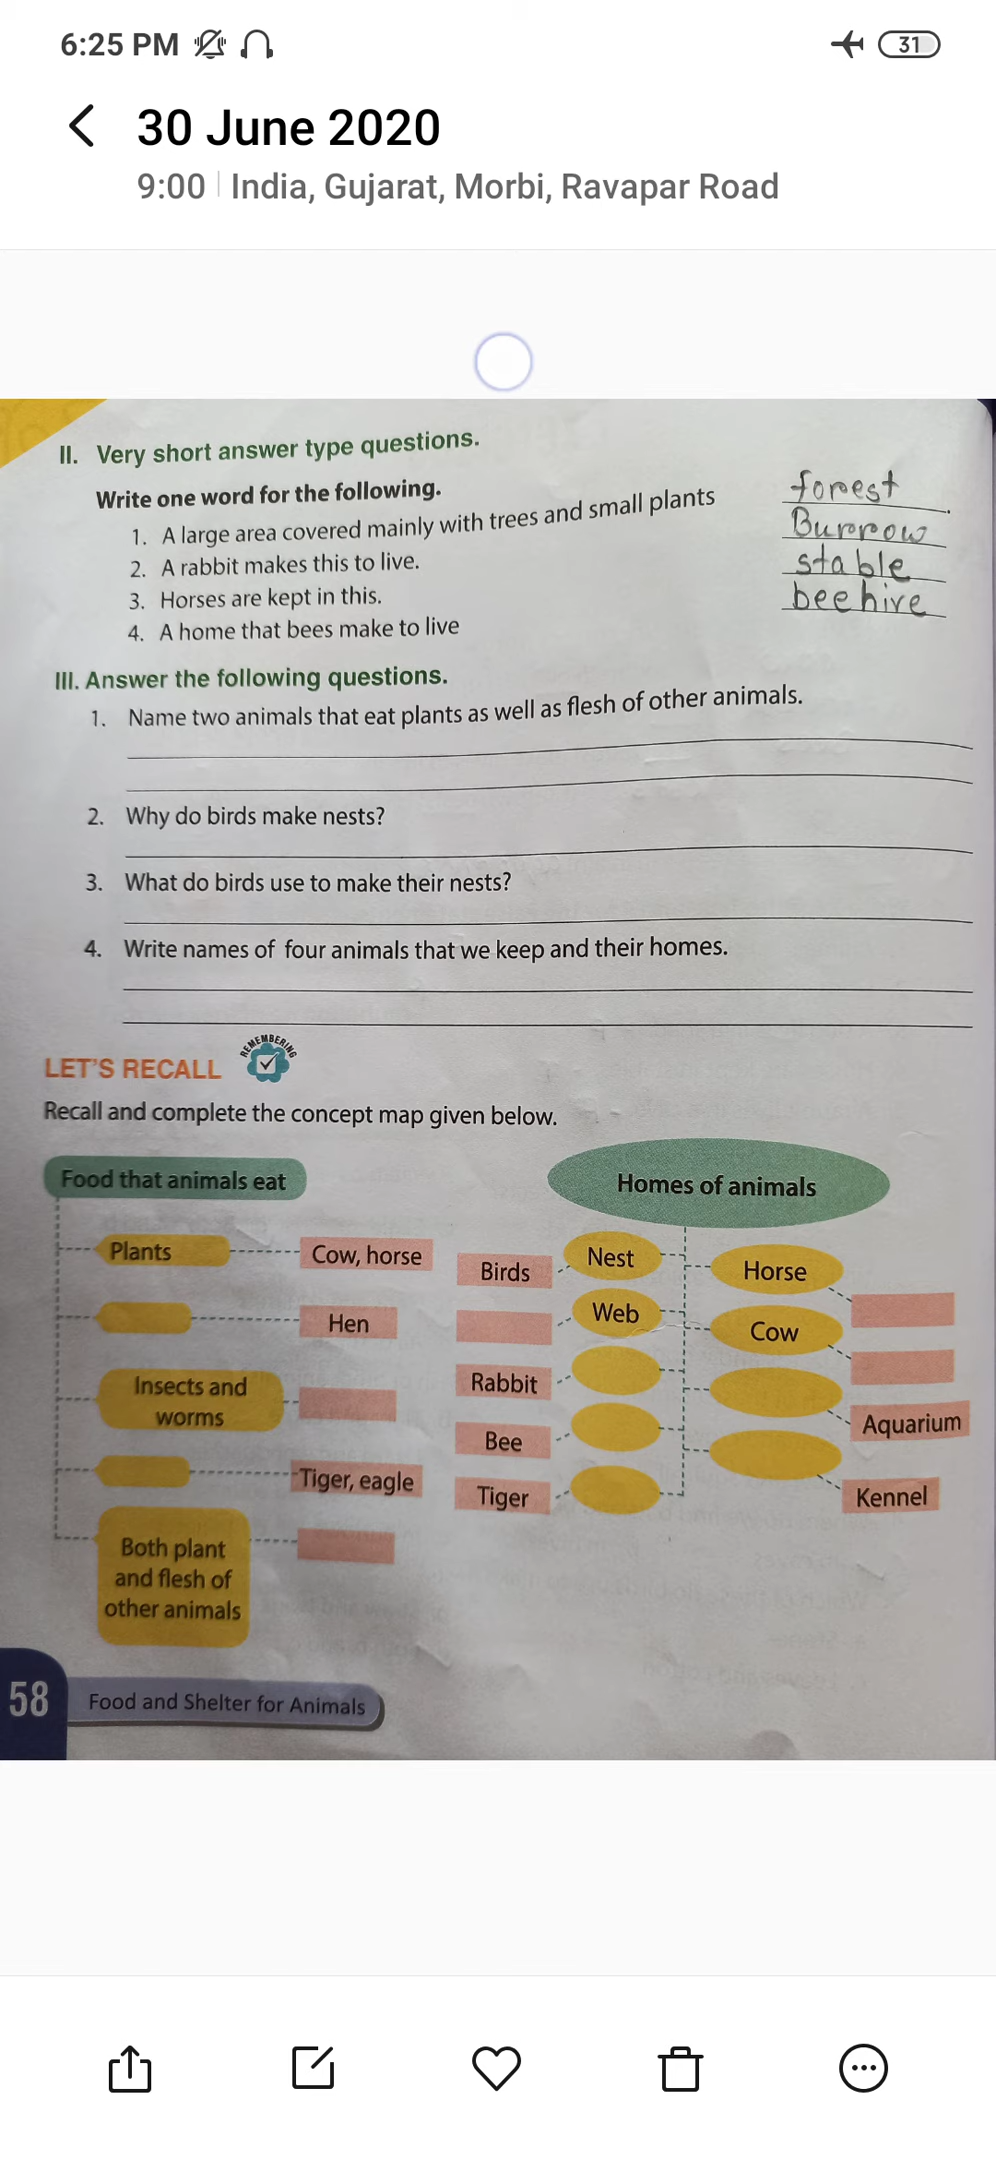 6:25 PM
31
30 June 2020
9:00 | India, Gujarat, Morbi, Ravapar Road
II. Very short answer type questions.
Write one word for the following.
1. A large area covered mainly with trees and small plants forest.
2. A rabbit makes this to live. Burrow
3. Horses are kept in this. stable
4. A home that bees make to live beehive
III. Answer the following questions.
1. Name two animals that eat plants as well as flesh of other animals.
2. Why do birds make nests?
3. What do birds use to make their nests?
4. Write names of four animals that we keep and their homes.
LET'S RECALL
REMEMBERING
Recall and complete the concept map given below.
Food that animals eat
Plants
Cow, horse
Hen
Insects and
worms
Tiger, eagle
Both plant
and flesh of
other animals
Homes of animals
Birds
Nest
Horse
Web
Cow
Rabbit
Aquarium
Bee
Tiger
Kennel
58
Food and Shelter for Animals